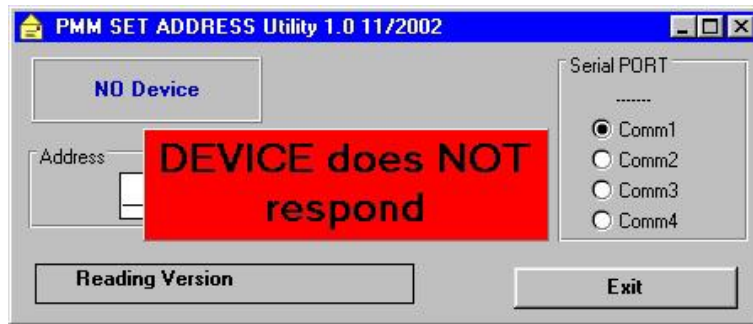 PMM SET ADDRESS Utility 1.0 11/2002
NO Device
Serial PORT
-------
Comm1
Comm2
Comm3
Comm4
Address
DEVICE does NOT
respond
Reading Version
Exit